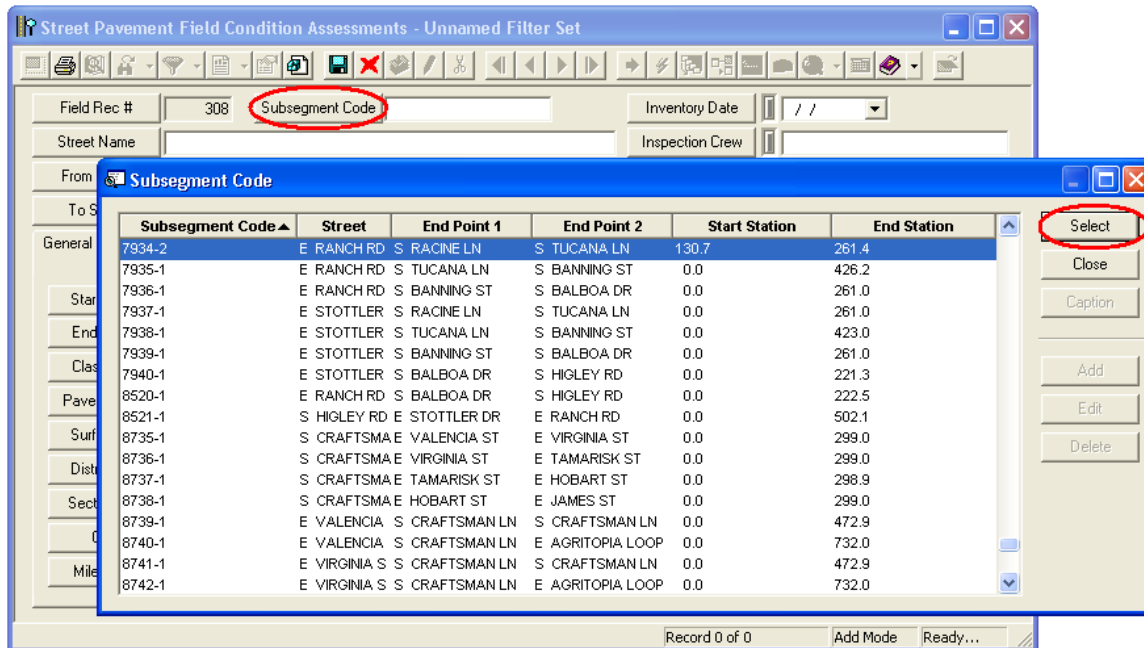 Street Pavement Field Condition Assessments - Unnamed Filter Set
Field Rec # 308 Subsegment Code Inventory Date / /
Street Name Inspection Crew
From
Subsegment Code
To S
General
Star
End
Clas
Pave
Surf
Distr
Sect
Mile
Subsegment Code Street End Point 1 End Point 2 Start Station End Station
7934-2 E RANCH RD S RACINE LN S TUCANA LN 130.7 261.4
7935-1 E RANCH RD S TUCANA LN S BANNING ST 0.0 426.2
7936-1 E RANCH RD S BANNING ST S BALBOA DR 0.0 261.0
7937-1 E STOTTLER S RACINE LN S TUCANA LN 0.0 261.0
7938-1 E STOTTLER S TUCANA LN S BANNING ST 0.0 423.0
7939-1 E STOTTLER S BANNING ST S BALBOA DR 0.0 261.0
7940-1 E STOTTLER S BALBOA DR S HIGLEY RD 0.0 221.3
8520-1 E RANCH RD S BALBOA DR S HIGLEY RD 0.0 222.5
8521-1 S HIGLEY RD E STOTTLER DR E RANCH RD 0.0 502.1
8735-1 S CRAFTSMA E VALENCIA ST E VIRGINIA ST 0.0 299.0
8736-1 S CRAFTSMA E VIRGINIA ST E TAMARISK ST 0.0 299.0
8737-1 S CRAFTSMA E TAMARISK ST E HOBART ST 0.0 298.9
8738-1 S CRAFTSMA E HOBART ST E JAMES ST 0.0 299.0
8739-1 E VALENCIA S CRAFTSMAN LN S CRAFTSMAN LN 0.0 472.9
8740-1 E VALENCIA S CRAFTSMAN LN E AGRITOPIA LOOP 0.0 732.0
8741-1 E VIRGINIA S S CRAFTSMAN LN S CRAFTSMAN LN 0.0 472.9
8742-1 E VIRGINIA S S CRAFTSMAN LN E AGRITOPIA LOOP 0.0 732.0
Select
Close
Caption
Add
Edit
Delete
Record 0 of 0 Add Mode Ready...